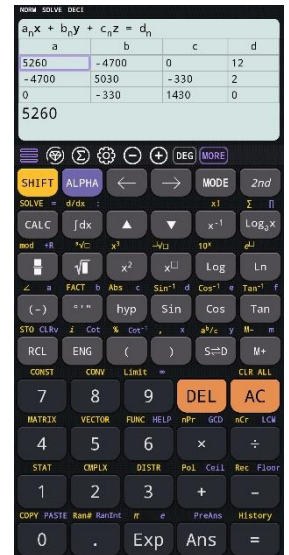 NORM SOLVE DECI
aₙx + bₙy + cₙz = dₙ
a b c d
5260 -4700 0 12
-4700 5030 -330 2
0 -330 1430 0
5260
DEG MORE
SHIFT ALPHA ← → MODE 2nd
SOLVE = d/dx : x! Σ ∏
CALC ∫dx ▲ ▼ x⁻¹ Logₐx
mod ÷R ³√□ x³ □√□ 10ˣ e□
√□ x² x□ Log Ln
∠ a FACT b Abs c Sin⁻¹ d Cos⁻¹ e Tan⁻¹ f
(-) ° ' " hyp Sin Cos Tan
STO CLRv i Cot % Cot⁻¹ , x aᵇ/c y M- m
RCL ENG ( ) S⇌D M+
CONST CONV Limit ∞ CLR ALL
7 8 9 DEL AC
MATRIX VECTOR FUNC HELP nPr GCD nCr LCM
4 5 6 × ÷
STAT CMPLX DISTR Pol Ceil Rec Floor
1 2 3 + -
COPY PASTE Ran# RanInt π e PreAns History
0 . Exp Ans =